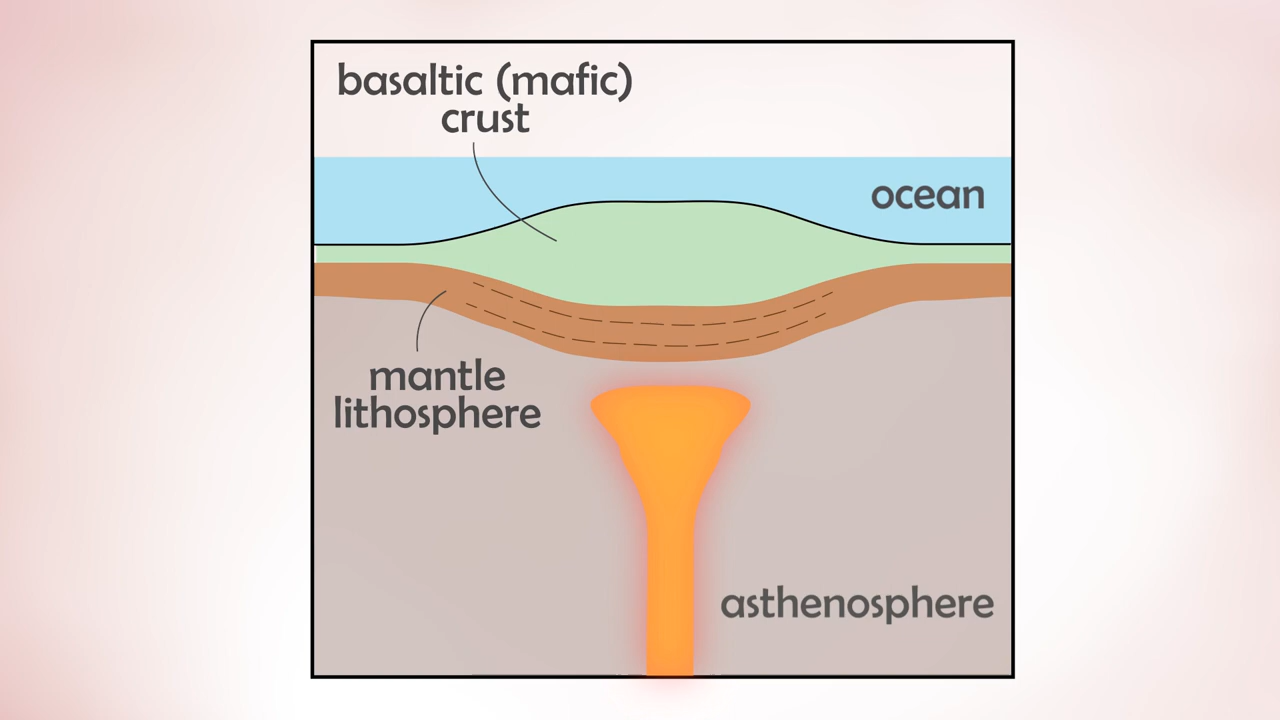 basaltic (mafic)
crust
ocean
mantle
lithosphere
asthenosphere